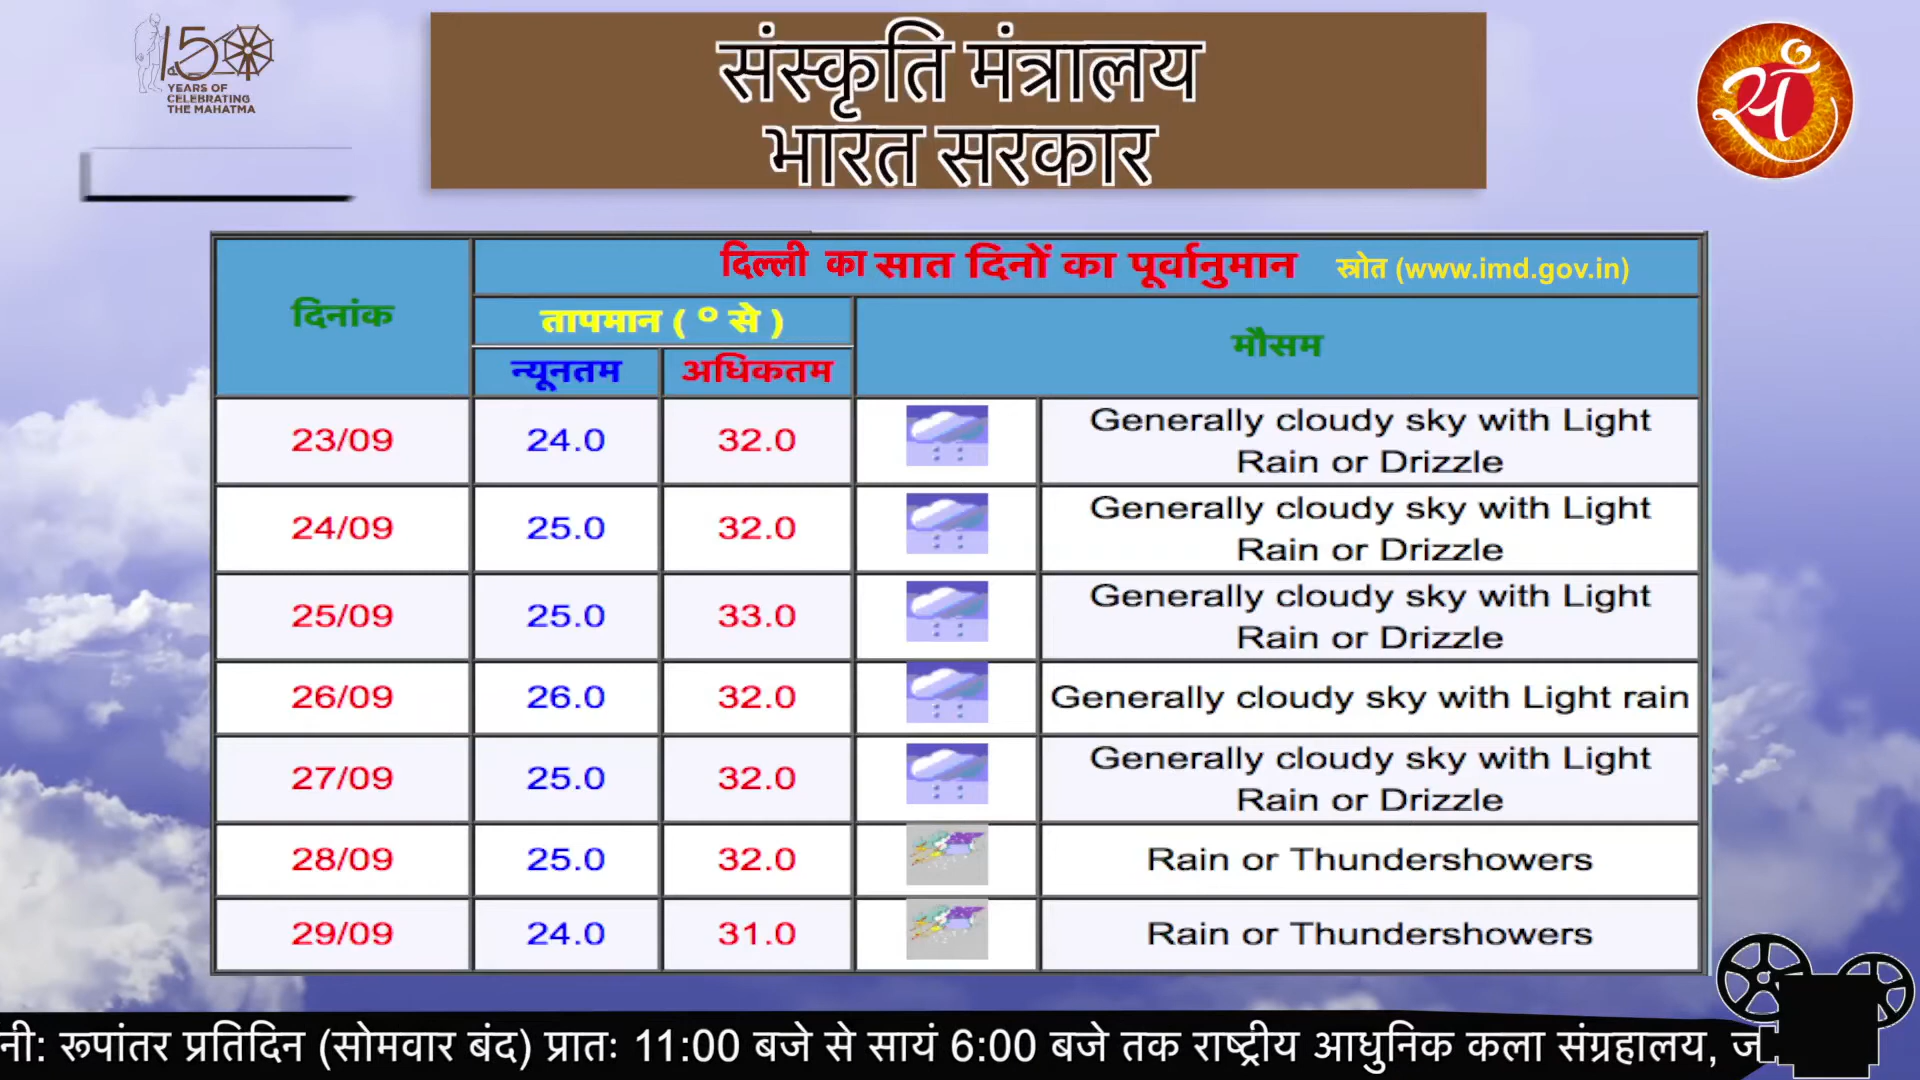 150
YEARS OF
CELEBRATING
THE MAHATMA
संस्कृति मंत्रालय
भारत सरकार
सं
दिनांक
दिल्ली का सात दिनों का पूर्वानुमान स्रोत (www.imd.gov.in)
तापमान ( º से )
मौसम
न्यूनतम अधिकतम
23/09 24.0 32.0 Generally cloudy sky with Light
Rain or Drizzle
24/09 25.0 32.0 Generally cloudy sky with Light
Rain or Drizzle
25/09 25.0 33.0 Generally cloudy sky with Light
Rain or Drizzle
26/09 26.0 32.0 Generally cloudy sky with Light rain
27/09 25.0 32.0 Generally cloudy sky with Light
Rain or Drizzle
28/09 25.0 32.0 Rain or Thundershowers
29/09 24.0 31.0 Rain or Thundershowers
नी: रूपांतर प्रतिदिन (सोमवार बंद) प्रातः 11:00 बजे से सायं 6:00 बजे तक राष्ट्रीय आधुनिक कला संग्रहालय,